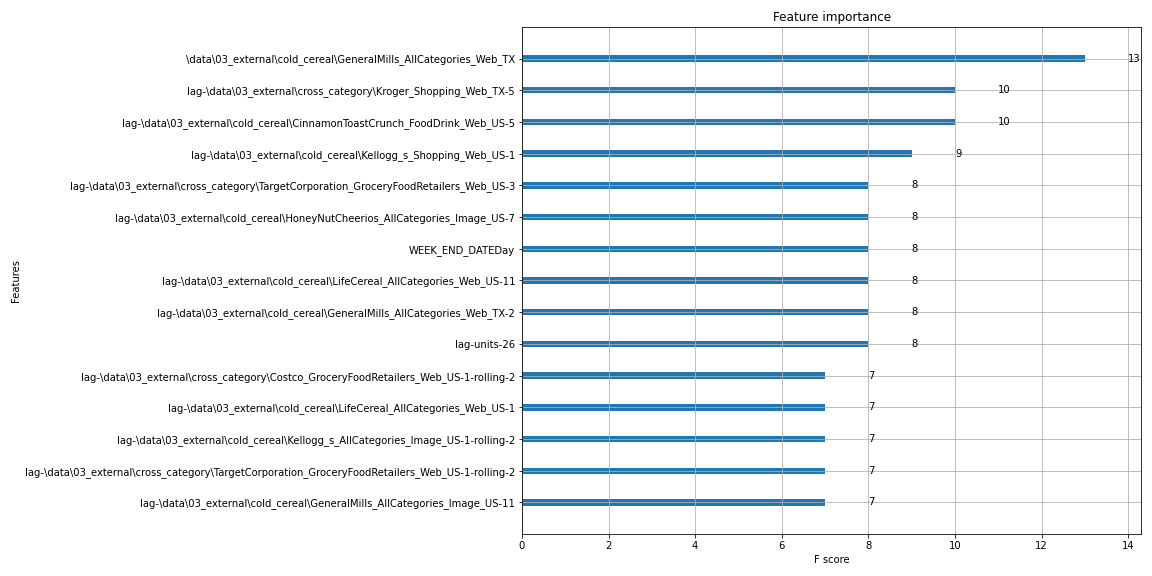 Feature importance
\data\03_external\cold_cereal\GeneralMills_AllCategories_Web_TX 13
lag-\data\03_external\cross_category\Kroger_Shopping_Web_TX-5 10
lag-\data\03_external\cold_cereal\CinnamonToastCrunch_FoodDrink_Web_US-5 10
lag-\data\03_external\cold_cereal\Kellogg_s_Shopping_Web_US-1 9
lag-\data\03_external\cross_category\TargetCorporation_GroceryFoodRetailers_Web_US-3 8
lag-\data\03_external\cold_cereal\HoneyNutCheerios_AllCategories_Image_US-7 8
WEEK_END_DATEDay 8
lag-\data\03_external\cold_cereal\LifeCereal_AllCategories_Web_US-11 8
lag-\data\03_external\cold_cereal\GeneralMills_AllCategories_Web_TX-2 8
lag-units-26 8
lag-\data\03_external\cross_category\Costco_GroceryFoodRetailers_Web_US-1-rolling-2 7
lag-\data\03_external\cold_cereal\LifeCereal_AllCategories_Web_US-1 7
lag-\data\03_external\cold_cereal\Kellogg_s_AllCategories_Image_US-1-rolling-2 7
lag-\data\03_external\cross_category\TargetCorporation_GroceryFoodRetailers_Web_US-1-rolling-2 7
lag-\data\03_external\cold_cereal\GeneralMills_AllCategories_Image_US-11 7
Features
0 2 4 6 8 10 12 14
F score